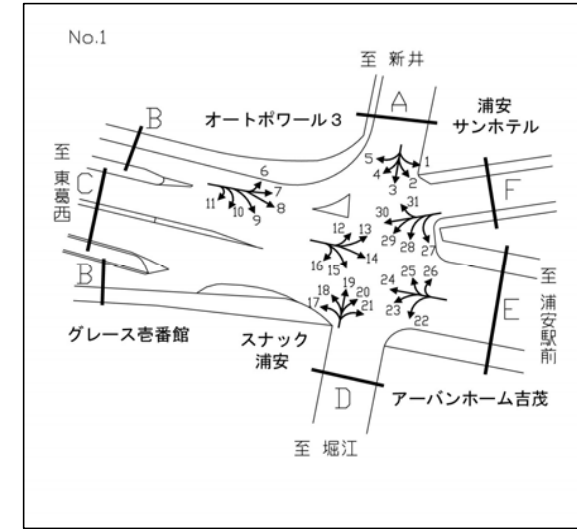 No.1
至 新井
A
浦安
サンホテル
オートポワール3
B
至 東葛西
C
B
F
6
7
8
9
10
11
5
4
3
2
1
31
30
29
28
27
12
13
14
15
16
25
26
24
23
22
19
18
20
17
21
E
至 浦安駅前
グレース壱番館
スナック
浦安
D
アーバンホーム吉茂
至 堀江